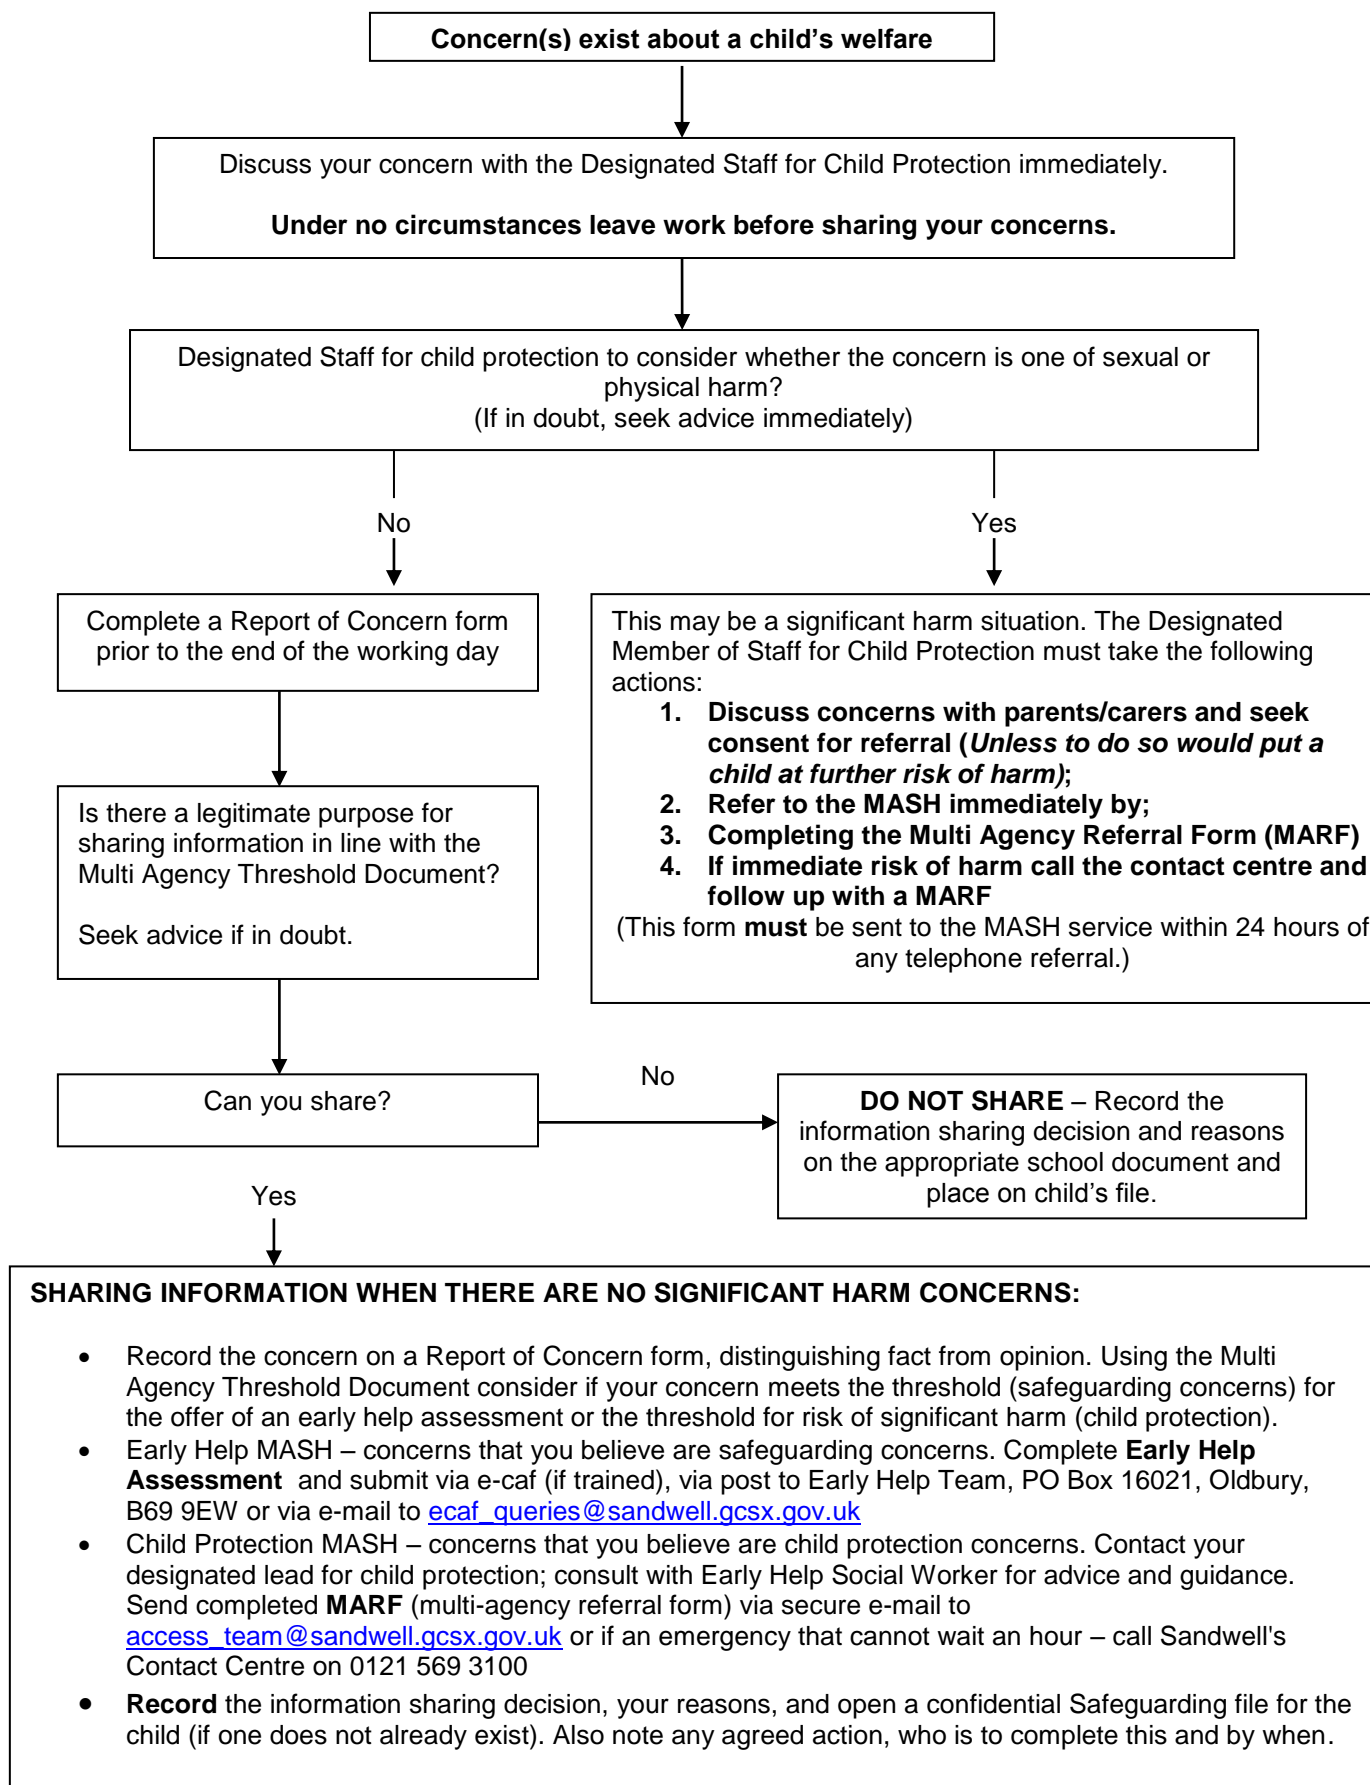 Concern(s) exist about a child's welfare
Discuss your concern with the Designated Staff for Child Protection immediately.
Under no circumstances leave work before sharing your concerns.
Designated Staff for child protection to consider whether the concern is one of sexual or
physical harm?
(If in doubt, seek advice immediately)
No
Yes
Complete a Report of Concern form
prior to the end of the working day
This may be a significant harm situation. The Designated
Member of Staff for Child Protection must take the following
actions:
1. Discuss concerns with parents/carers and seek
consent for referral (Unless to do so would put a
child at further risk of harm);
2. Refer to the MASH immediately by;
3. Completing the Multi Agency Referral Form (MARF)
4. If immediate risk of harm call the contact centre and
follow up with a MARF
(This form must be sent to the MASH service within 24 hours of
any telephone referral.)
Is there a legitimate purpose for
sharing information in line with the
Multi Agency Threshold Document?
Seek advice if in doubt.
Can you share?
No
DO NOT SHARE – Record the
information sharing decision and reasons
on the appropriate school document and
place on child's file.
Yes
SHARING INFORMATION WHEN THERE ARE NO SIGNIFICANT HARM CONCERNS:
• Record the concern on a Report of Concern form, distinguishing fact from opinion. Using the Multi
Agency Threshold Document consider if your concern meets the threshold (safeguarding concerns) for
the offer of an early help assessment or the threshold for risk of significant harm (child protection).
• Early Help MASH – concerns that you believe are safeguarding concerns. Complete Early Help
Assessment and submit via e-caf (if trained), via post to Early Help Team, PO Box 16021, Oldbury,
B69 9EW or via e-mail to ecaf_queries@sandwell.gcsx.gov.uk
• Child Protection MASH – concerns that you believe are child protection concerns. Contact your
designated lead for child protection; consult with Early Help Social Worker for advice and guidance.
Send completed MARF (multi-agency referral form) via secure e-mail to
access_team@sandwell.gcsx.gov.uk or if an emergency that cannot wait an hour – call Sandwell's
Contact Centre on 0121 569 3100
• Record the information sharing decision, your reasons, and open a confidential Safeguarding file for the
child (if one does not already exist). Also note any agreed action, who is to complete this and by when.